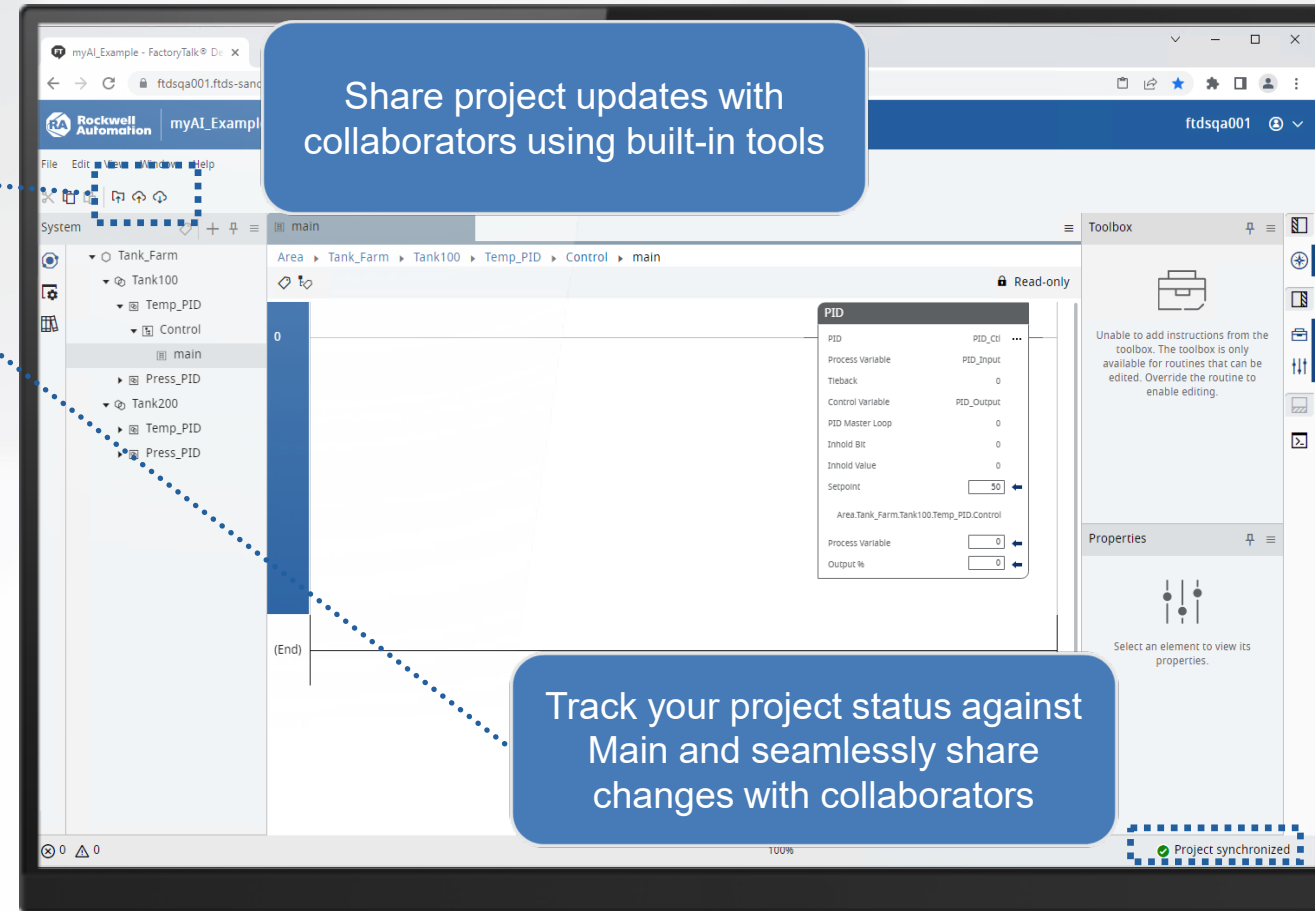 myAI_Example - FactoryTalk® De
ftdsqa001.ftds-sand
Share project updates with
collaborators using built-in tools
RA Rockwell
Automation
myAI_Example
ftdsqa001
File Edit View Window Help
System
main
Toolbox
Tank_Farm
Tank100
Temp_PID
Control
main
Press_PID
Tank200
Temp_PID
Press_PID
Area Tank_Farm Tank100 Temp_PID Control main
Read-only
0
PID
PID PID_Ctl ...
Process Variable PID_Input
Tieback 0
Control Variable PID_Output
PID Master Loop 0
Inhold Bit 0
Inhold Value 0
Setpoint 50
Area.Tank_Farm.Tank100.Temp_PID.Control
Process Variable 0
Output % 0
(End)
Unable to add instructions from the
toolbox. The toolbox is only
available for routines that can be
edited. Override the routine to
enable editing.
Properties
Select an element to view its
properties.
Track your project status against
Main and seamlessly share
changes with collaborators
0 0
100%
Project synchronized